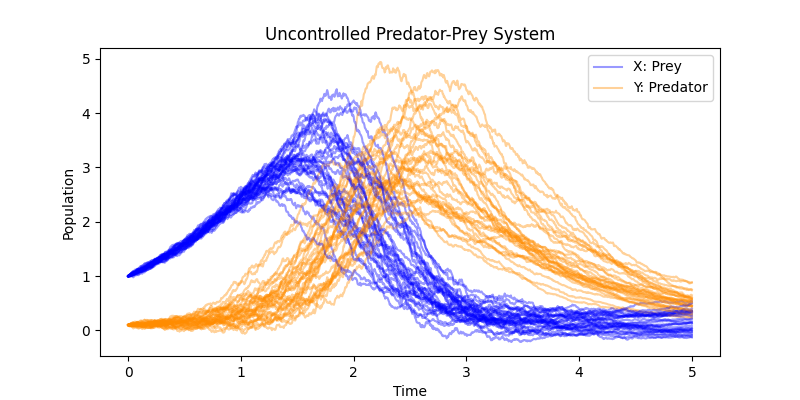 Uncontrolled Predator-Prey System
X: Prey
Y: Predator
Population
5
4
3
2
1
0
0 1 2 3 4 5
Time